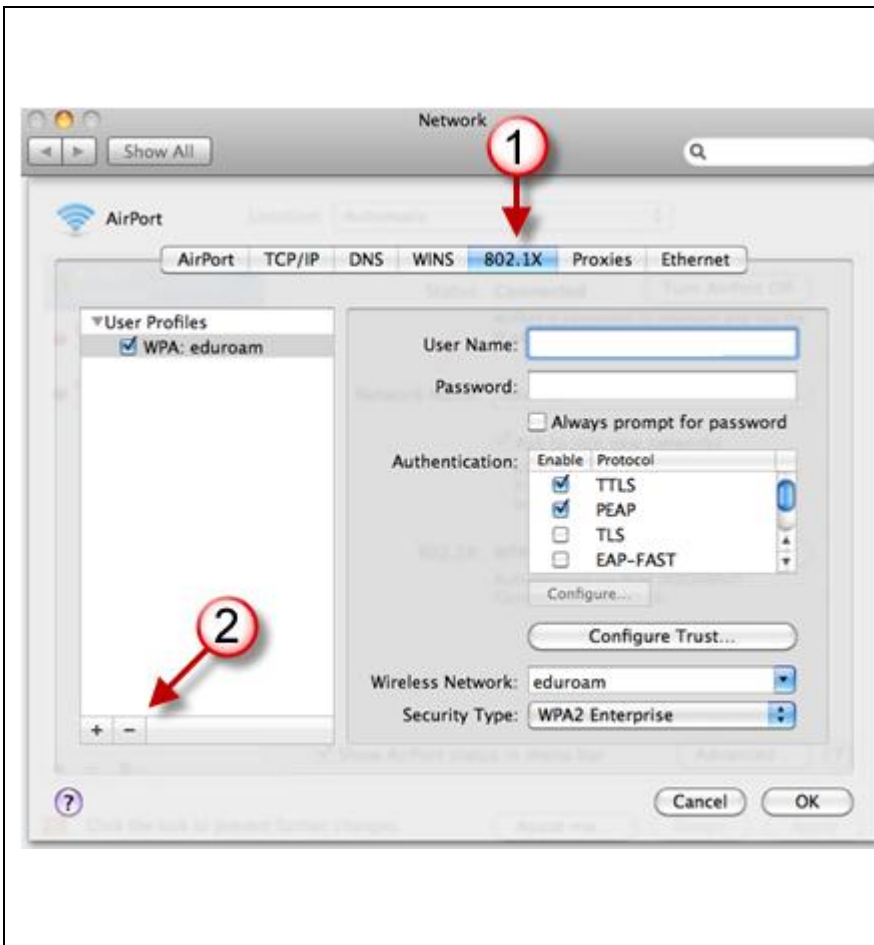 Network
Show All
1
AirPort
AirPort TCP/IP DNS WINS 802.1X Proxies Ethernet
User Profiles
WPA: eduroam
User Name:
Password:
Always prompt for password
Authentication: Enable Protocol
TTLS
PEAP
TLS
EAP-FAST
Configure...
2
Configure Trust...
Wireless Network: eduroam
Security Type: WPA2 Enterprise
+ −
? Cancel OK